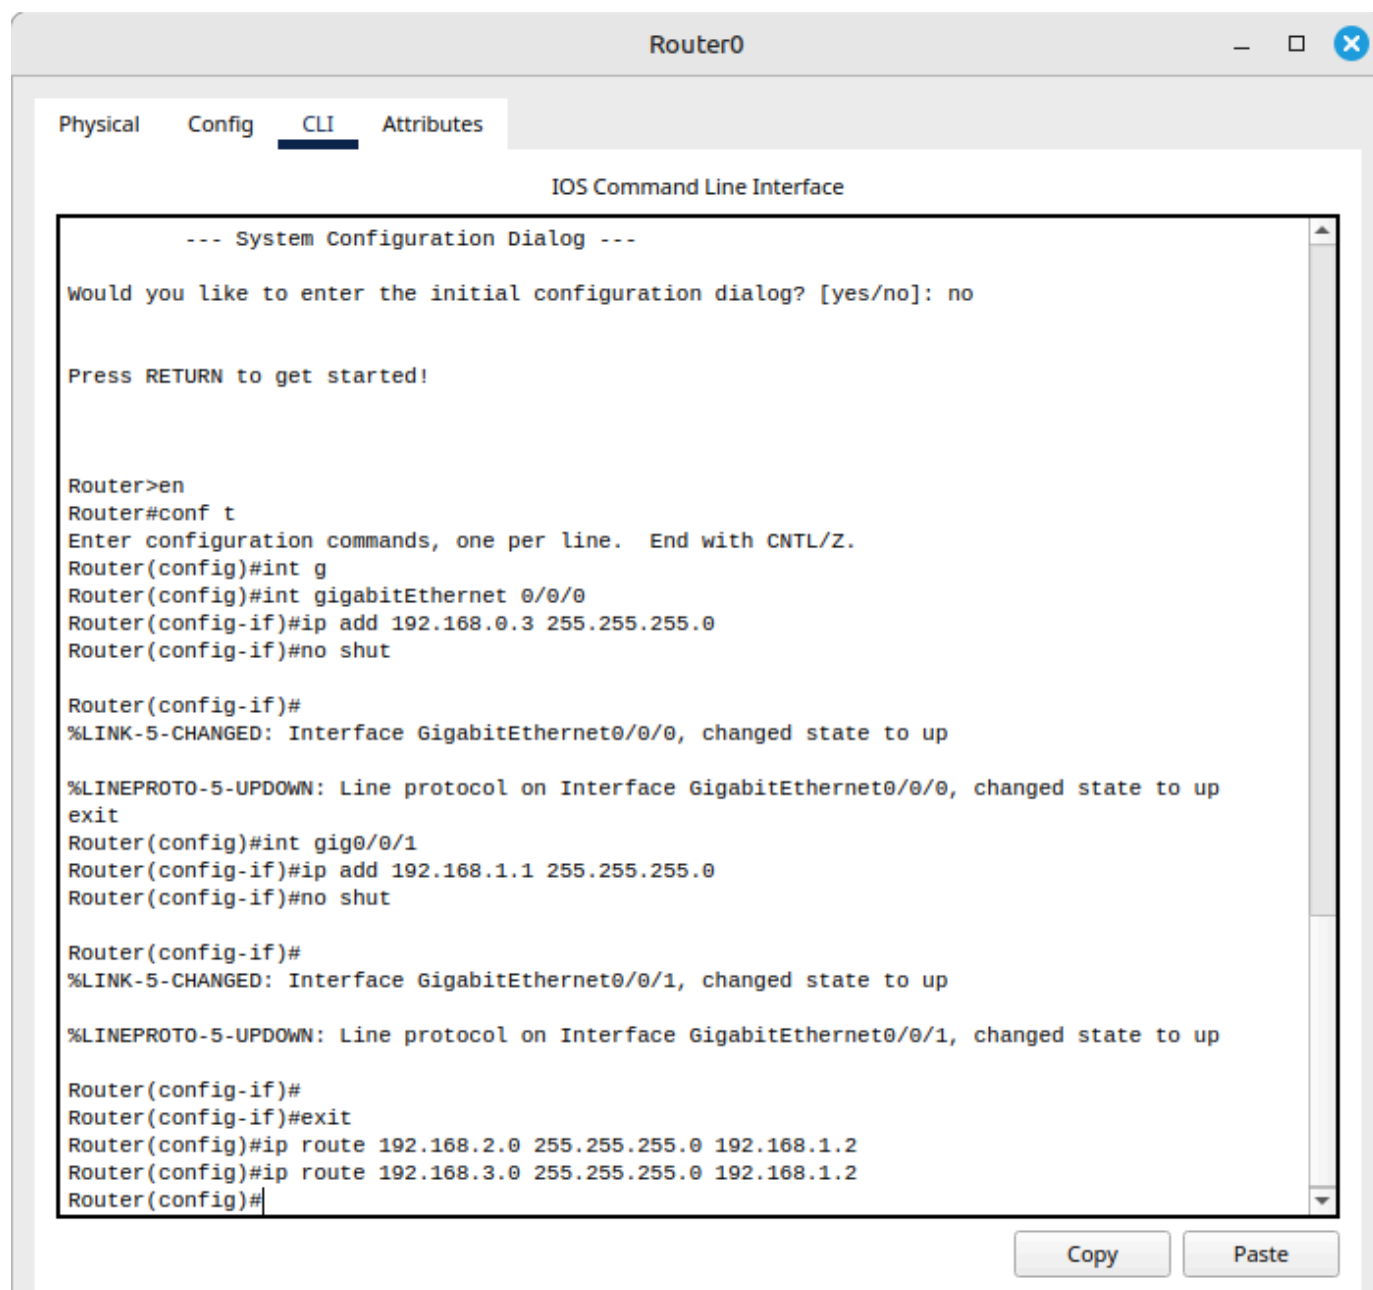 Router0
Physical Config CLI Attributes
IOS Command Line Interface
--- System Configuration Dialog ---
Would you like to enter the initial configuration dialog? [yes/no]: no
Press RETURN to get started!
Router>en
Router#conf t
Enter configuration commands, one per line.  End with CNTL/Z.
Router(config)#int g
Router(config)#int gigabitEthernet 0/0/0
Router(config-if)#ip add 192.168.0.3 255.255.255.0
Router(config-if)#no shut
Router(config-if)#
%LINK-5-CHANGED: Interface GigabitEthernet0/0/0, changed state to up
%LINEPROTO-5-UPDOWN: Line protocol on Interface GigabitEthernet0/0/0, changed state to up
exit
Router(config)#int gig0/0/1
Router(config-if)#ip add 192.168.1.1 255.255.255.0
Router(config-if)#no shut
Router(config-if)#
%LINK-5-CHANGED: Interface GigabitEthernet0/0/1, changed state to up
%LINEPROTO-5-UPDOWN: Line protocol on Interface GigabitEthernet0/0/1, changed state to up
Router(config-if)#
Router(config-if)#exit
Router(config)#ip route 192.168.2.0 255.255.255.0 192.168.1.2
Router(config)#ip route 192.168.3.0 255.255.255.0 192.168.1.2
Router(config)#
Copy Paste